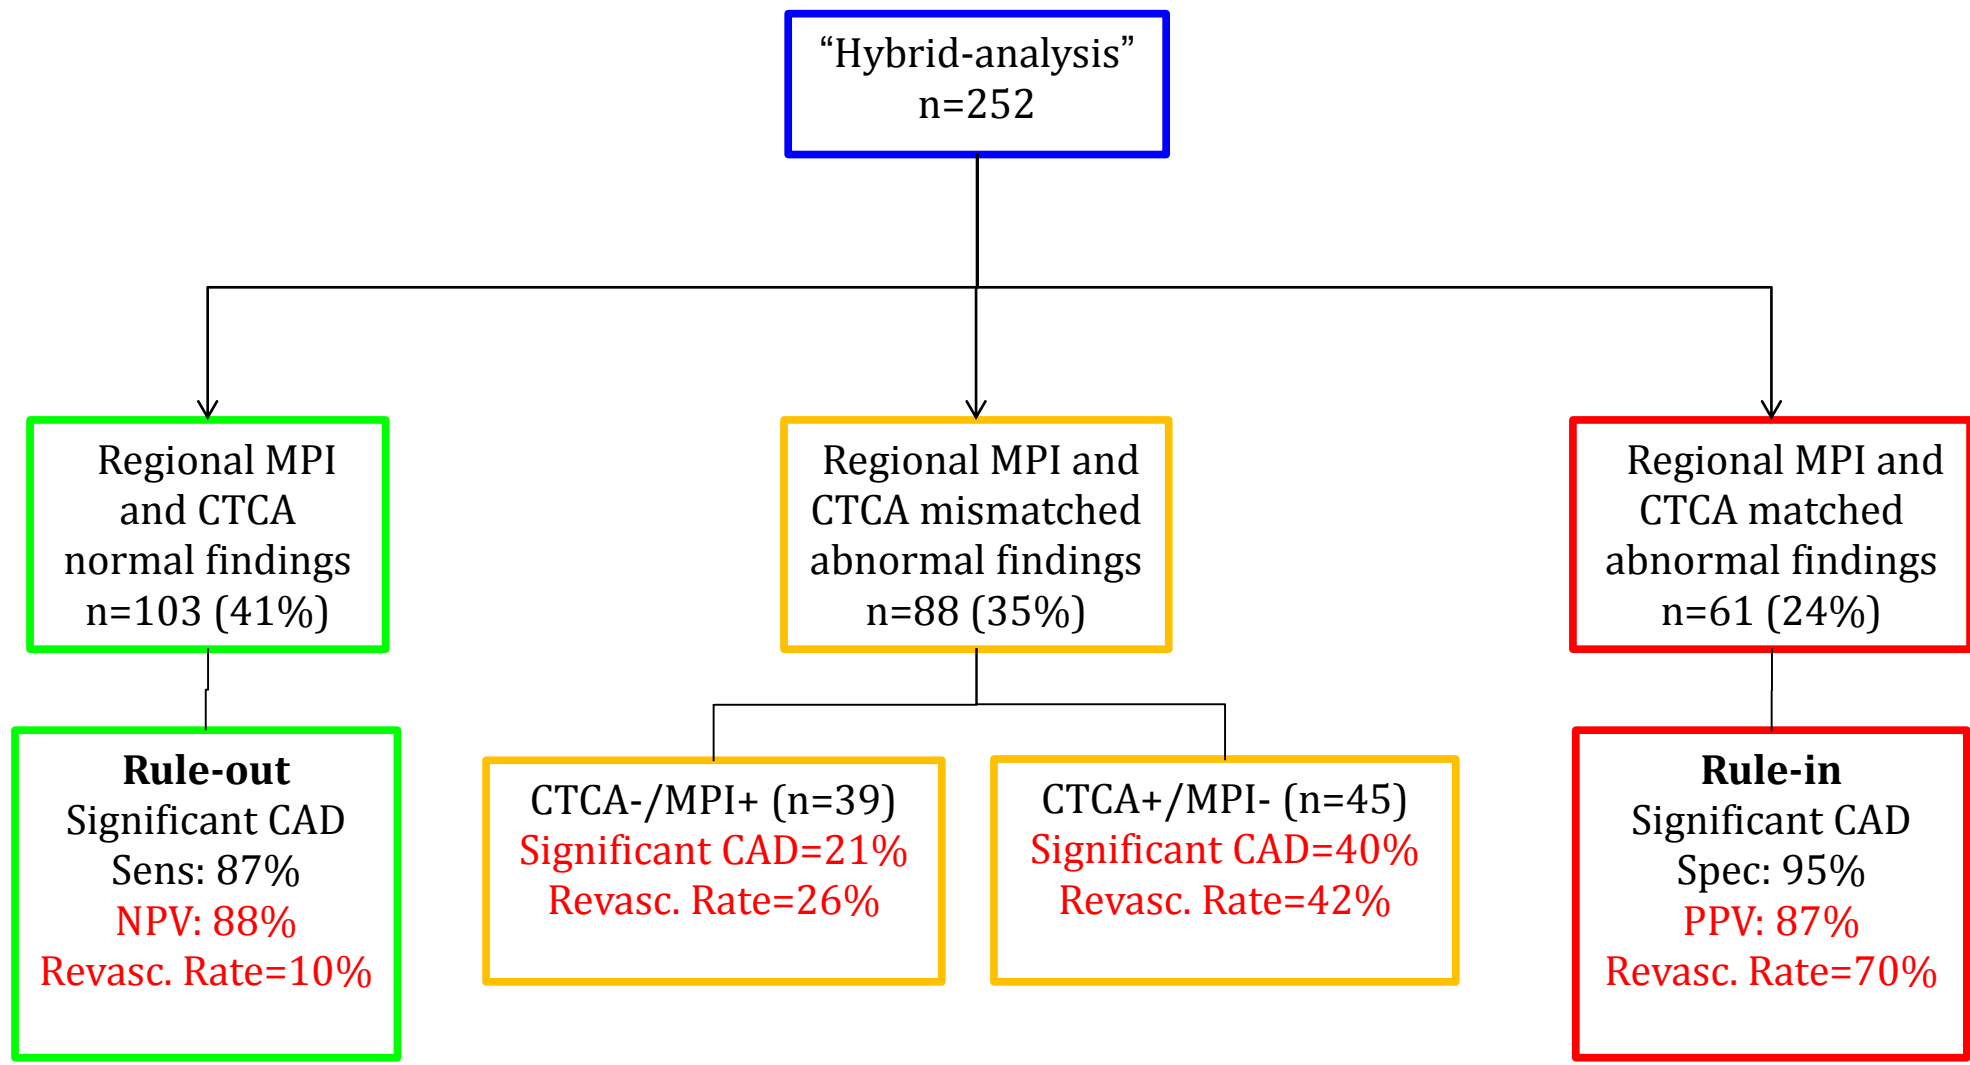 “Hybrid-analysis”
n=252
Regional MPI
and CTCA
normal findings
n=103 (41%)
Regional MPI and
CTCA mismatched
abnormal findings
n=88 (35%)
Regional MPI and
CTCA matched
abnormal findings
n=61 (24%)
Rule-out
Significant CAD
Sens: 87%
NPV: 88%
Revasc. Rate=10%
CTCA-/MPI+ (n=39)
Significant CAD=21%
Revasc. Rate=26%
CTCA+/MPI- (n=45)
Significant CAD=40%
Revasc. Rate=42%
Rule-in
Significant CAD
Spec: 95%
PPV: 87%
Revasc. Rate=70%